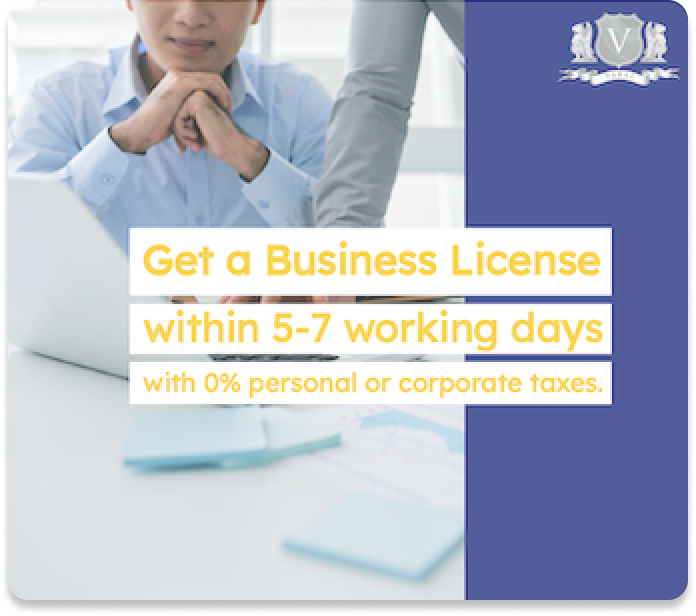 V
Get a Business License
within 5-7 working days
with 0% personal or corporate taxes.